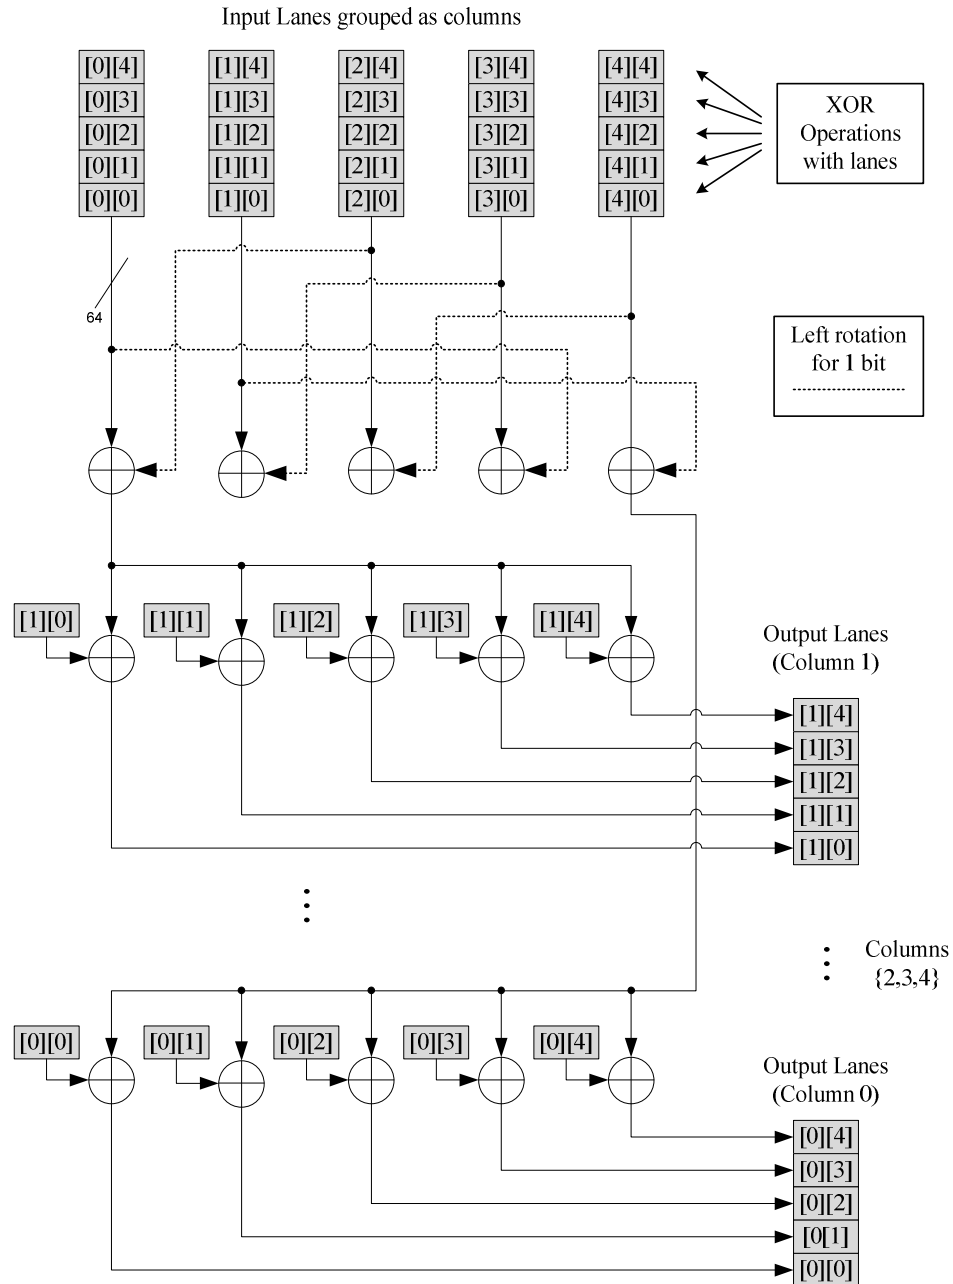 Input Lanes grouped as columns
[0][4] [1][4] [2][4] [3][4] [4][4]
[0][3] [1][3] [2][3] [3][3] [4][3]
[0][2] [1][2] [2][2] [3][2] [4][2]
[0][1] [1][1] [2][1] [3][1] [4][1]
[0][0] [1][0] [2][0] [3][0] [4][0]
XOR
Operations
with lanes
64
Left rotation
for 1 bit
[1][0] [1][1] [1][2] [1][3] [1][4]
Output Lanes
(Column 1)
[1][4]
[1][3]
[1][2]
[1][1]
[1][0]
Columns
{2,3,4}
[0][0] [0][1] [0][2] [0][3] [0][4]
Output Lanes
(Column 0)
[0][4]
[0][3]
[0][2]
[0[1]
[0][0]